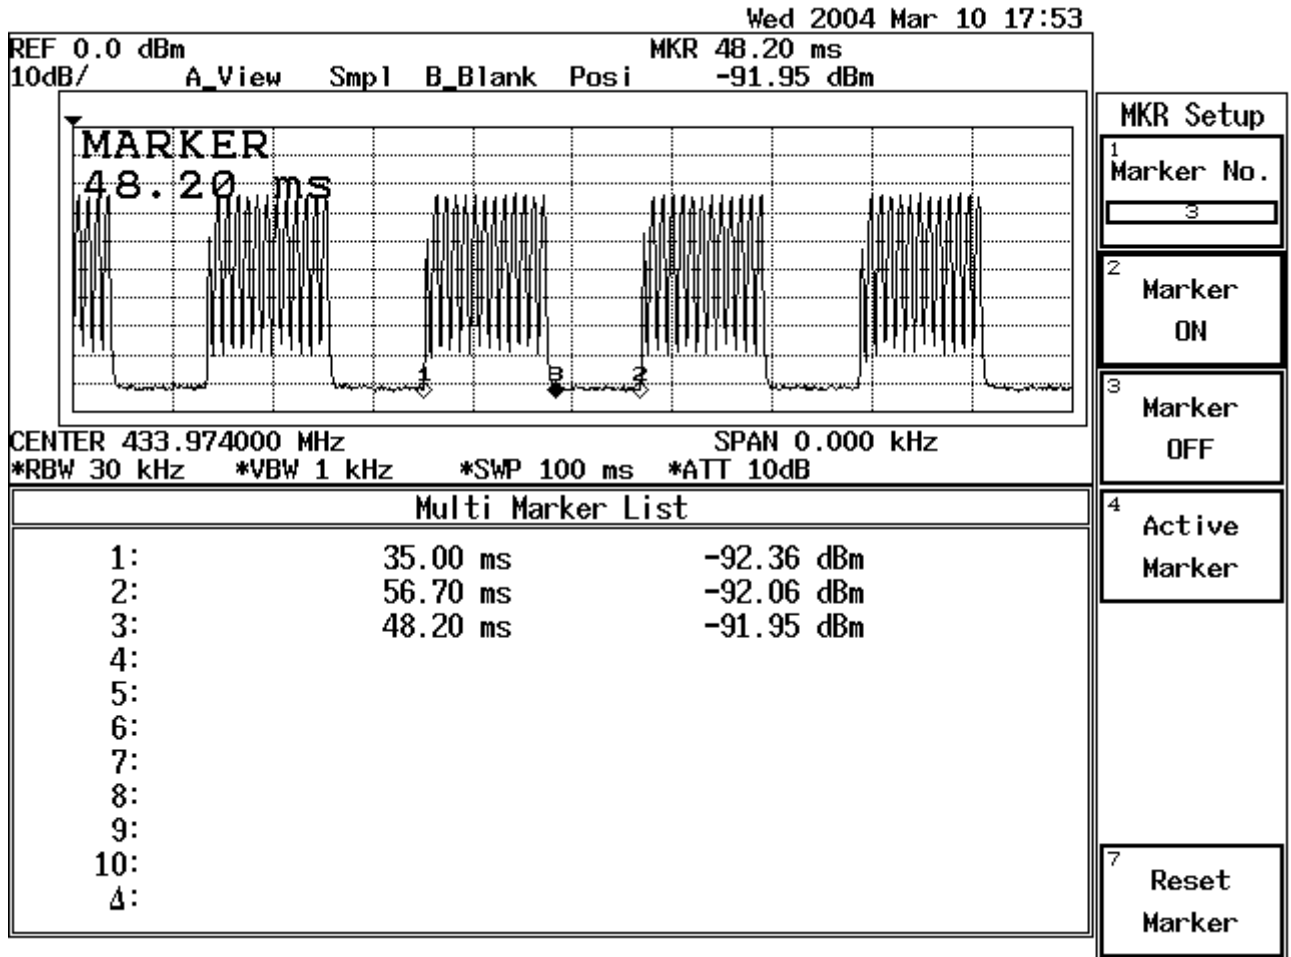 Wed 2004 Mar 10 17:53
REF 0.0 dBm MKR 48.20 ms
10dB/ A_View Smpl B_Blank Posi -91.95 dBm
MARKER
48.20 ms
1 3 2
CENTER 433.974000 MHz SPAN 0.000 kHz
*RBW 30 kHz *VBW 1 kHz *SWP 100 ms *ATT 10dB
Multi Marker List
1: 35.00 ms -92.36 dBm
2: 56.70 ms -92.06 dBm
3: 48.20 ms -91.95 dBm
4:
5:
6:
7:
8:
9:
10:
Δ:
MKR Setup
1
Marker No.
3
2
Marker
ON
3
Marker
OFF
4
Active
Marker
7
Reset
Marker